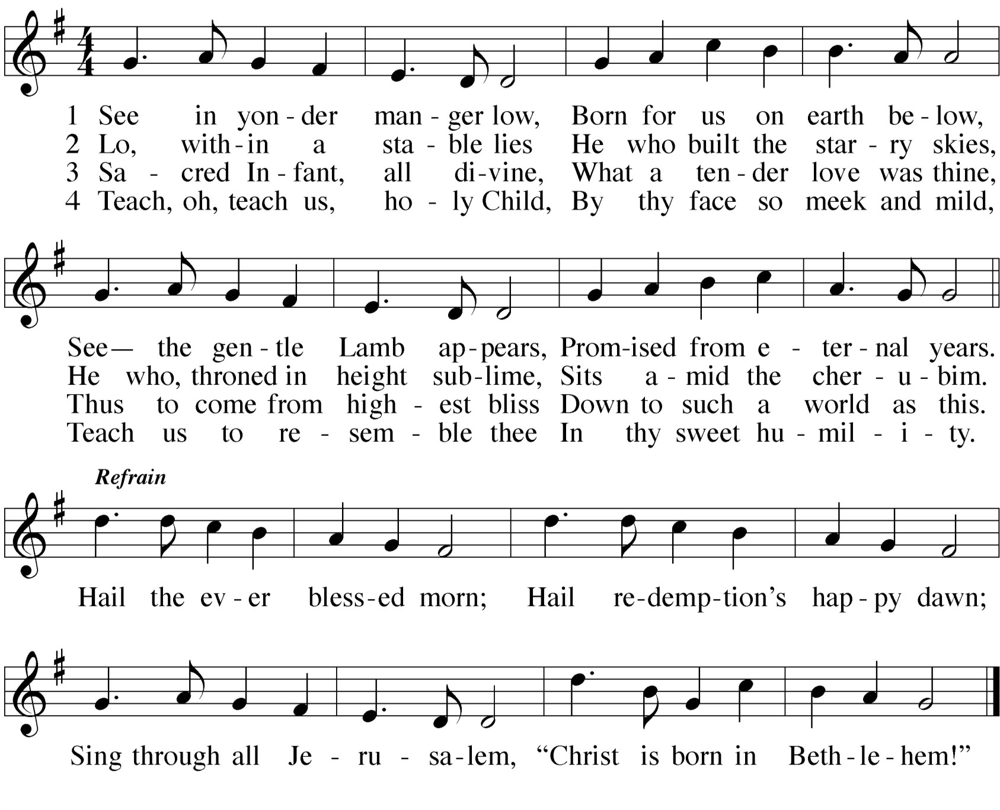 4
4
1 See in yon - der man - ger low, Born for us on earth be - low,
2 Lo, with - in a sta - ble lies He who built the star - ry skies,
3 Sa - cred In - fant, all di - vine, What a ten - der love was thine,
4 Teach, oh, teach us, ho - ly Child, By thy face so meek and mild,
See— the gen - tle Lamb ap - pears, Prom - ised from e - ter - nal years.
He who, throned in height sub - lime, Sits a - mid the cher - u - bim.
Thus to come from high - est bliss Down to such a world as this.
Teach us to re - sem - ble thee In thy sweet hu - mil - i - ty.
Refrain
Hail the ev - er bless - ed morn; Hail re - demp - tion's hap - py dawn;
Sing through all Je - ru - sa - lem, “Christ is born in Beth - le - hem!”